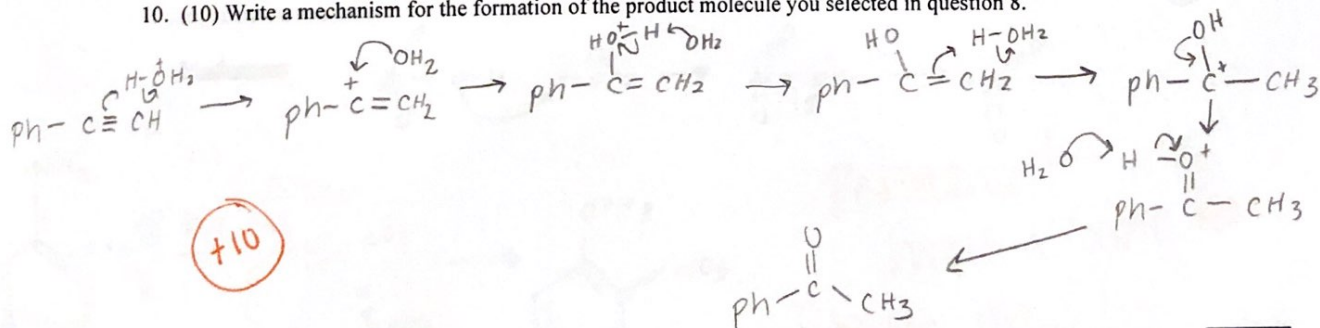 10. (10) Write a mechanism for the formation of the product molecule you selected in question 8.
H-O⁺H₂
ph- C≡CH
OH₂
ph- C⁺=CH₂
HO⁺-H OH₂
ph- C=CH₂
HO H-OH₂
ph- C=CH₂
OH
ph- C⁺-CH₃
H₂O H-O⁺
ph- C- CH₃
O
ph- C CH₃
+10